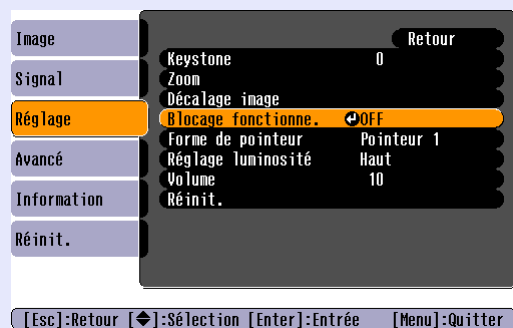 Image
Signal
Réglage
Avancé
Information
Réinit.
Retour
Keystone 0
Zoom
Décalage image
Blocage fonctionne. OFF
Forme de pointeur Pointeur 1
Réglage luminosité Haut
Volume 10
Réinit.
[Esc]:Retour [◆]:Sélection [Enter]:Entrée [Menu]:Quitter